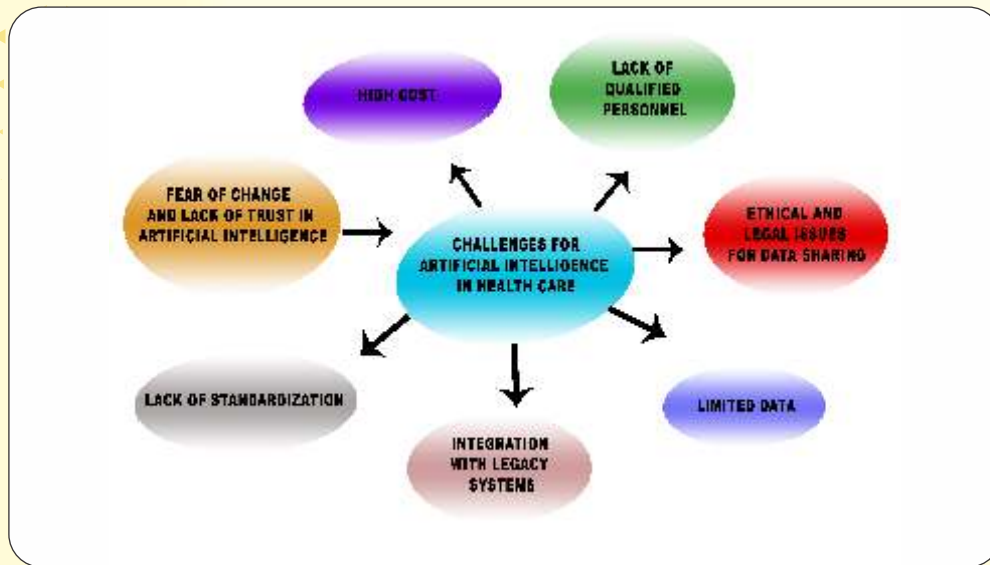 HIGH COST
LACK OF
QUALIFIED
PERSONNEL
FEAR OF CHANGE
AND LACK OF TRUST IN
ARTIFICIAL INTELLIGENCE
CHALLENGES FOR
ARTIFICIAL INTELLIGENCE
IN HEALTH CARE
ETHICAL AND
LEGAL ISSUES
FOR DATA SHARING
LACK OF STANDARDIZATION
LIMITED DATA
INTEGRATION
WITH LEGACY
SYSTEMS